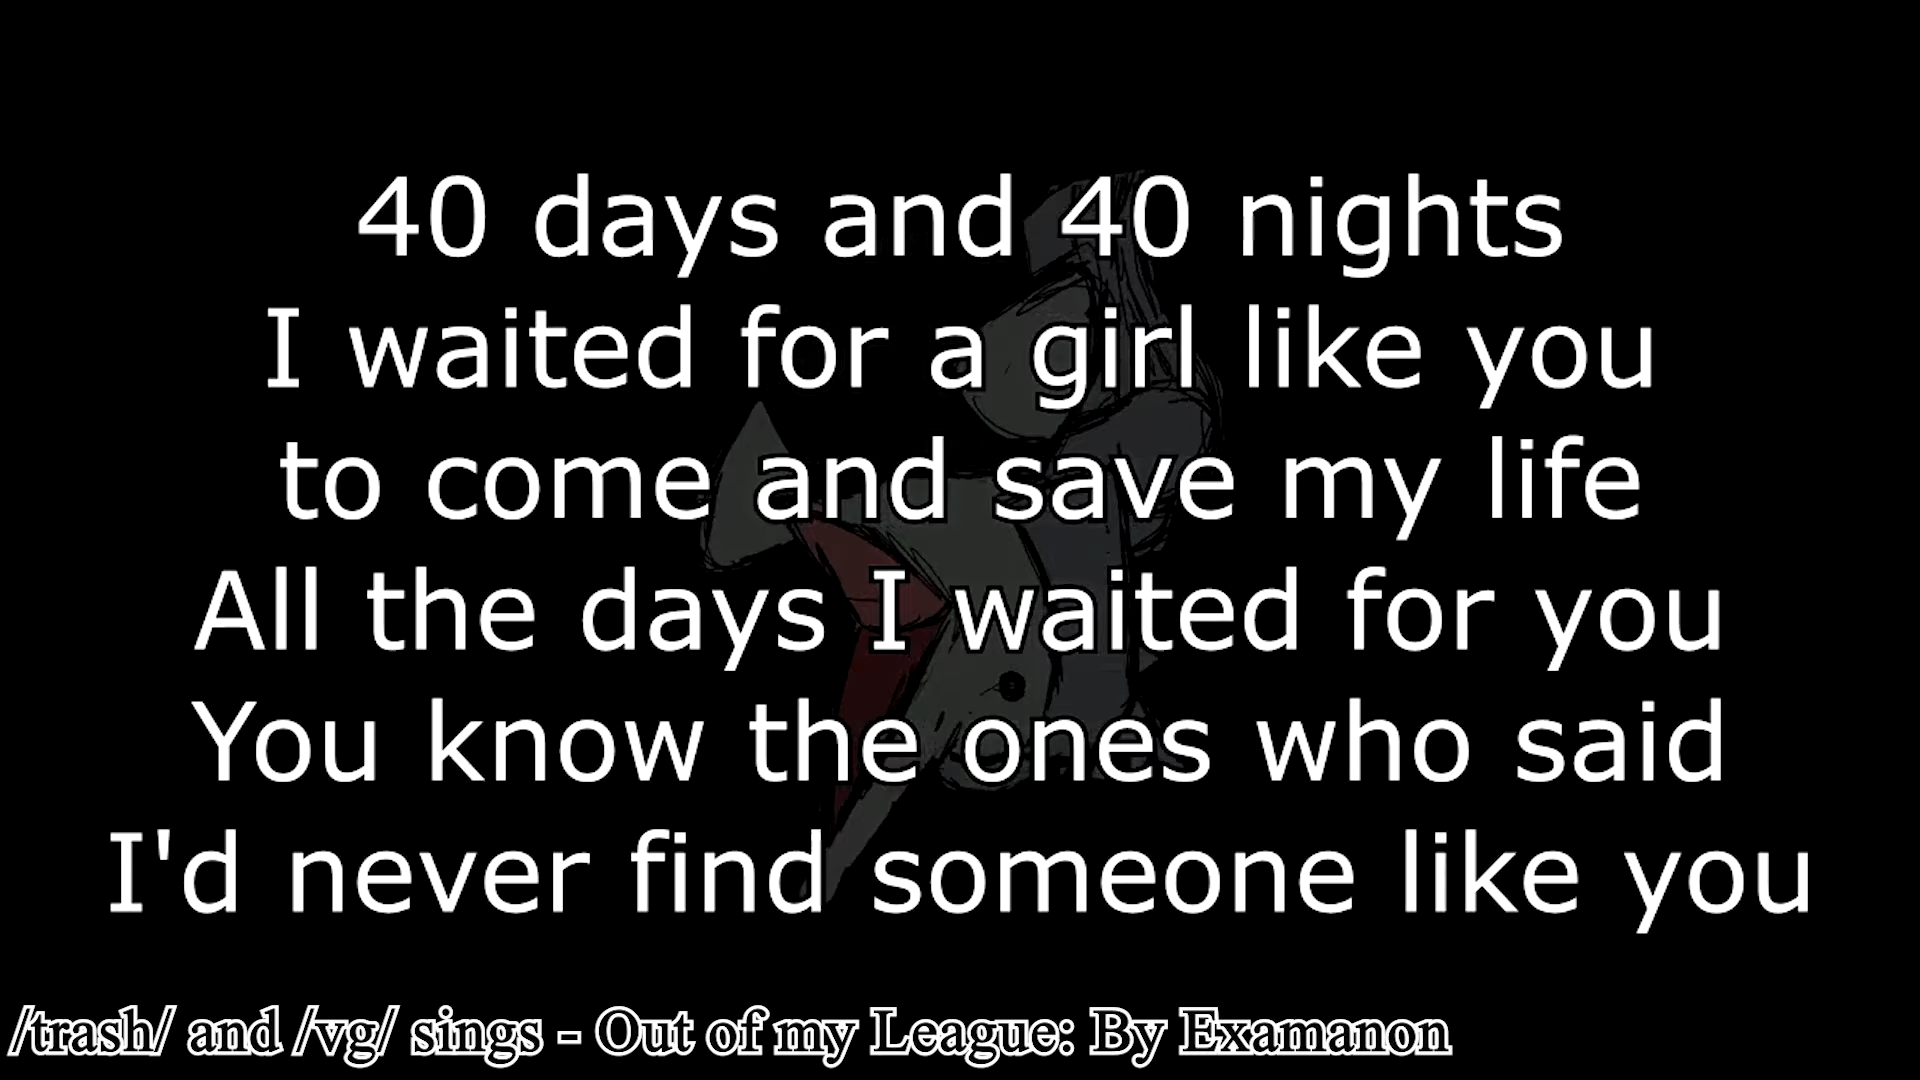 40 days and 40 nights
I waited for a girl like you
to come and save my life
All the days I waited for you
You know the ones who said
I'd never find someone like you
/trash/ and /vg/ sings - Out of my League: By Examanon